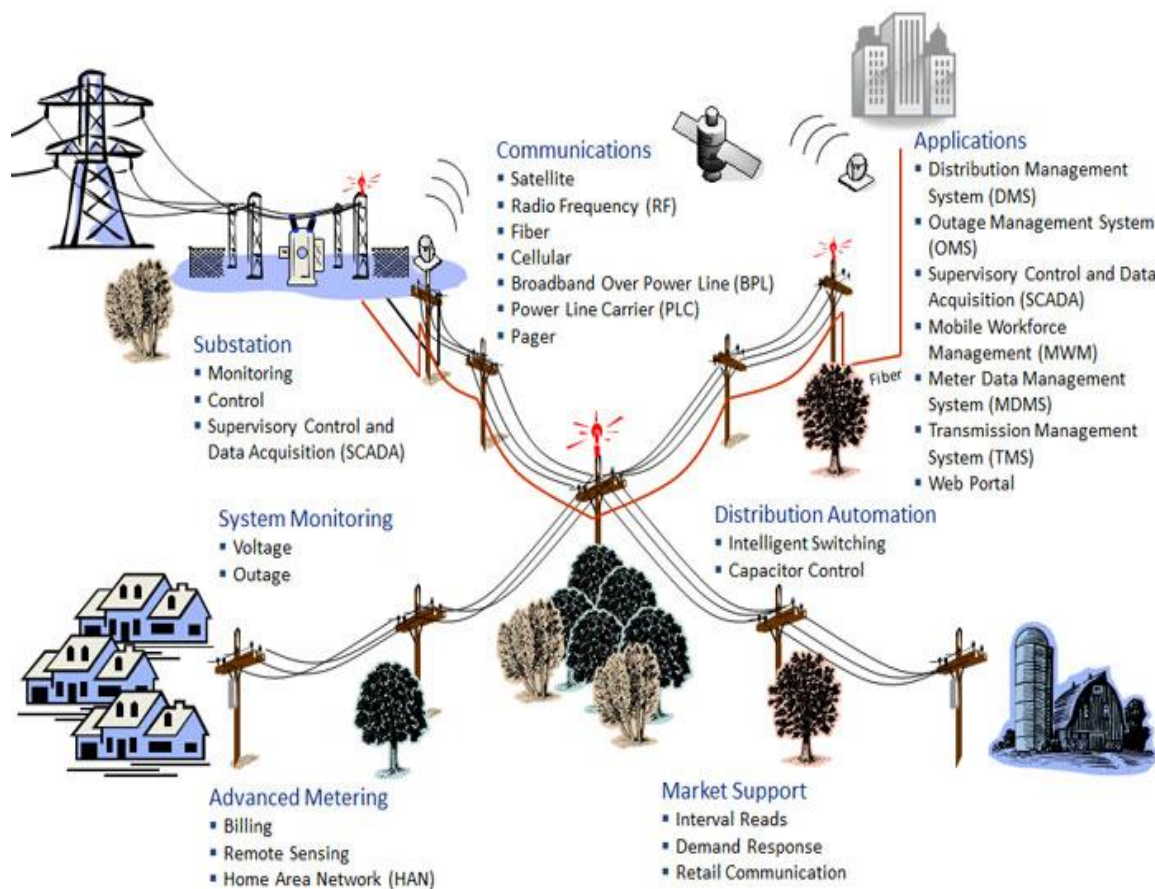 Communications
▪ Satellite
▪ Radio Frequency (RF)
▪ Fiber
▪ Cellular
▪ Broadband Over Power Line (BPL)
▪ Power Line Carrier (PLC)
▪ Pager
Applications
▪ Distribution Management
System (DMS)
▪ Outage Management System
(OMS)
▪ Supervisory Control and Data
Acquisition (SCADA)
▪ Mobile Workforce
Management (MWM)
▪ Meter Data Management
System (MDMS)
▪ Transmission Management
System (TMS)
▪ Web Portal
Fiber
Substation
▪ Monitoring
▪ Control
▪ Supervisory Control and
Data Acquisition (SCADA)
System Monitoring
▪ Voltage
▪ Outage
Distribution Automation
▪ Intelligent Switching
▪ Capacitor Control
Advanced Metering
▪ Billing
▪ Remote Sensing
▪ Home Area Network (HAN)
Market Support
▪ Interval Reads
▪ Demand Response
▪ Retail Communication